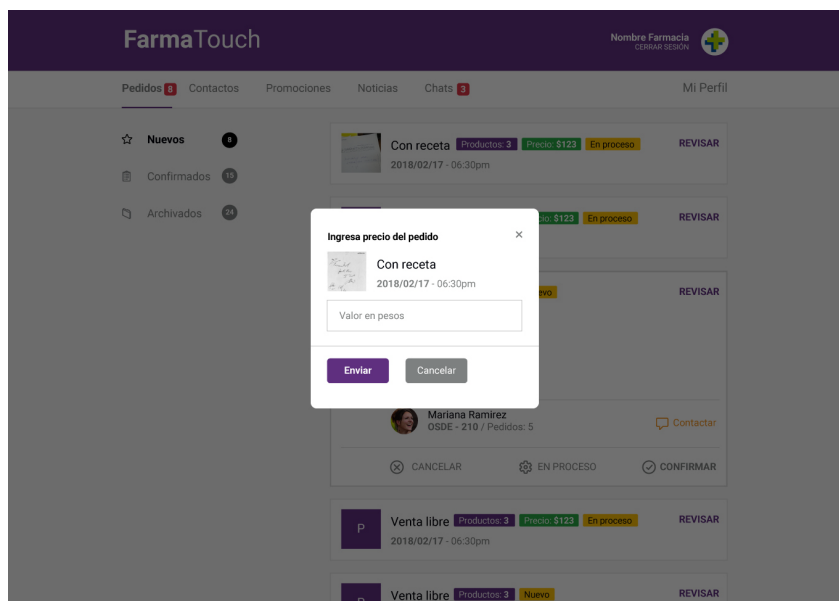 FarmaTouch
Nombre Farmacia
CERRAR SESIÓN
Pedidos 8 Contactos Promociones Noticias Chats 3 Mi Perfil
Nuevos 8
Confirmados 15
Archivados 24
Con receta Productos: 3 Precio: $123 En proceso REVISAR
2018/02/17 - 06:30pm
$123 En proceso REVISAR
REVISAR
Ingresa precio del pedido ×
Con receta
2018/02/17 - 06:30pm
Valor en pesos
Enviar Cancelar
Mariana Ramirez
OSDE - 210 / Pedidos: 5
Contactar
CANCELAR EN PROCESO CONFIRMAR
P
Venta libre Productos: 3 Precio: $123 En proceso REVISAR
2018/02/17 - 06:30pm
P
Venta libre Productos: 3 Nuevo REVISAR